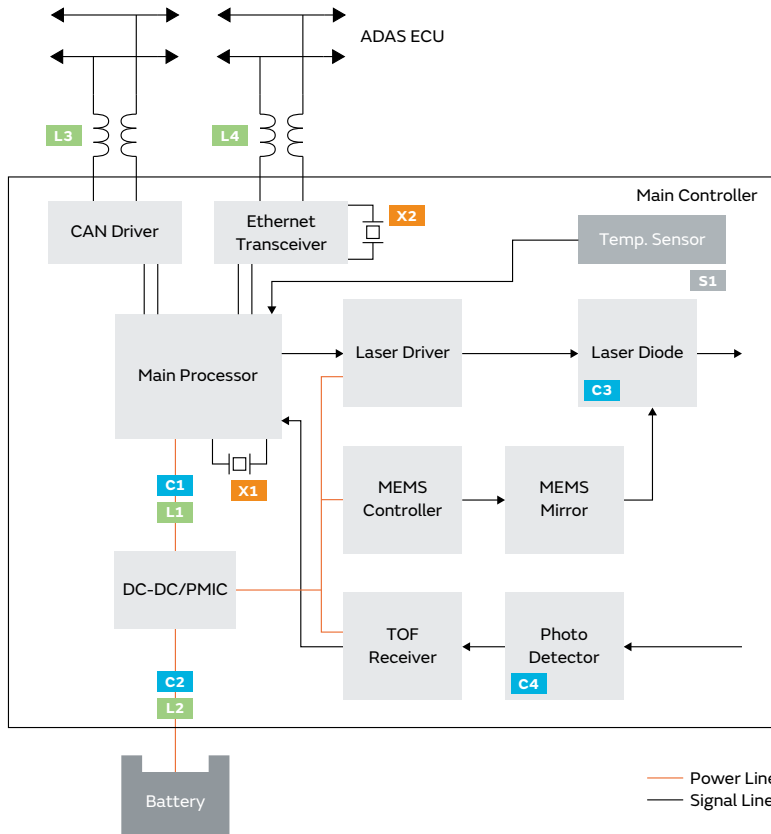 ADAS ECU
L3
L4
Main Controller
CAN Driver
Ethernet
Transceiver
X2
Temp. Sensor
S1
Main Processor
Laser Driver
Laser Diode
C3
X1
C1
L1
MEMS
Controller
MEMS
Mirror
DC-DC/PMIC
TOF
Receiver
Photo
Detector
C4
C2
L2
Battery
Power Line
Signal Line